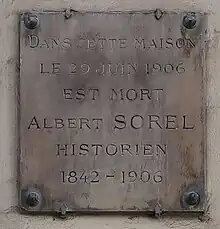 DANS CETTE MAISON
LE 29 JUIN 1906
EST MORT
ALBERT SOREL
HISTORIEN
1842-1906